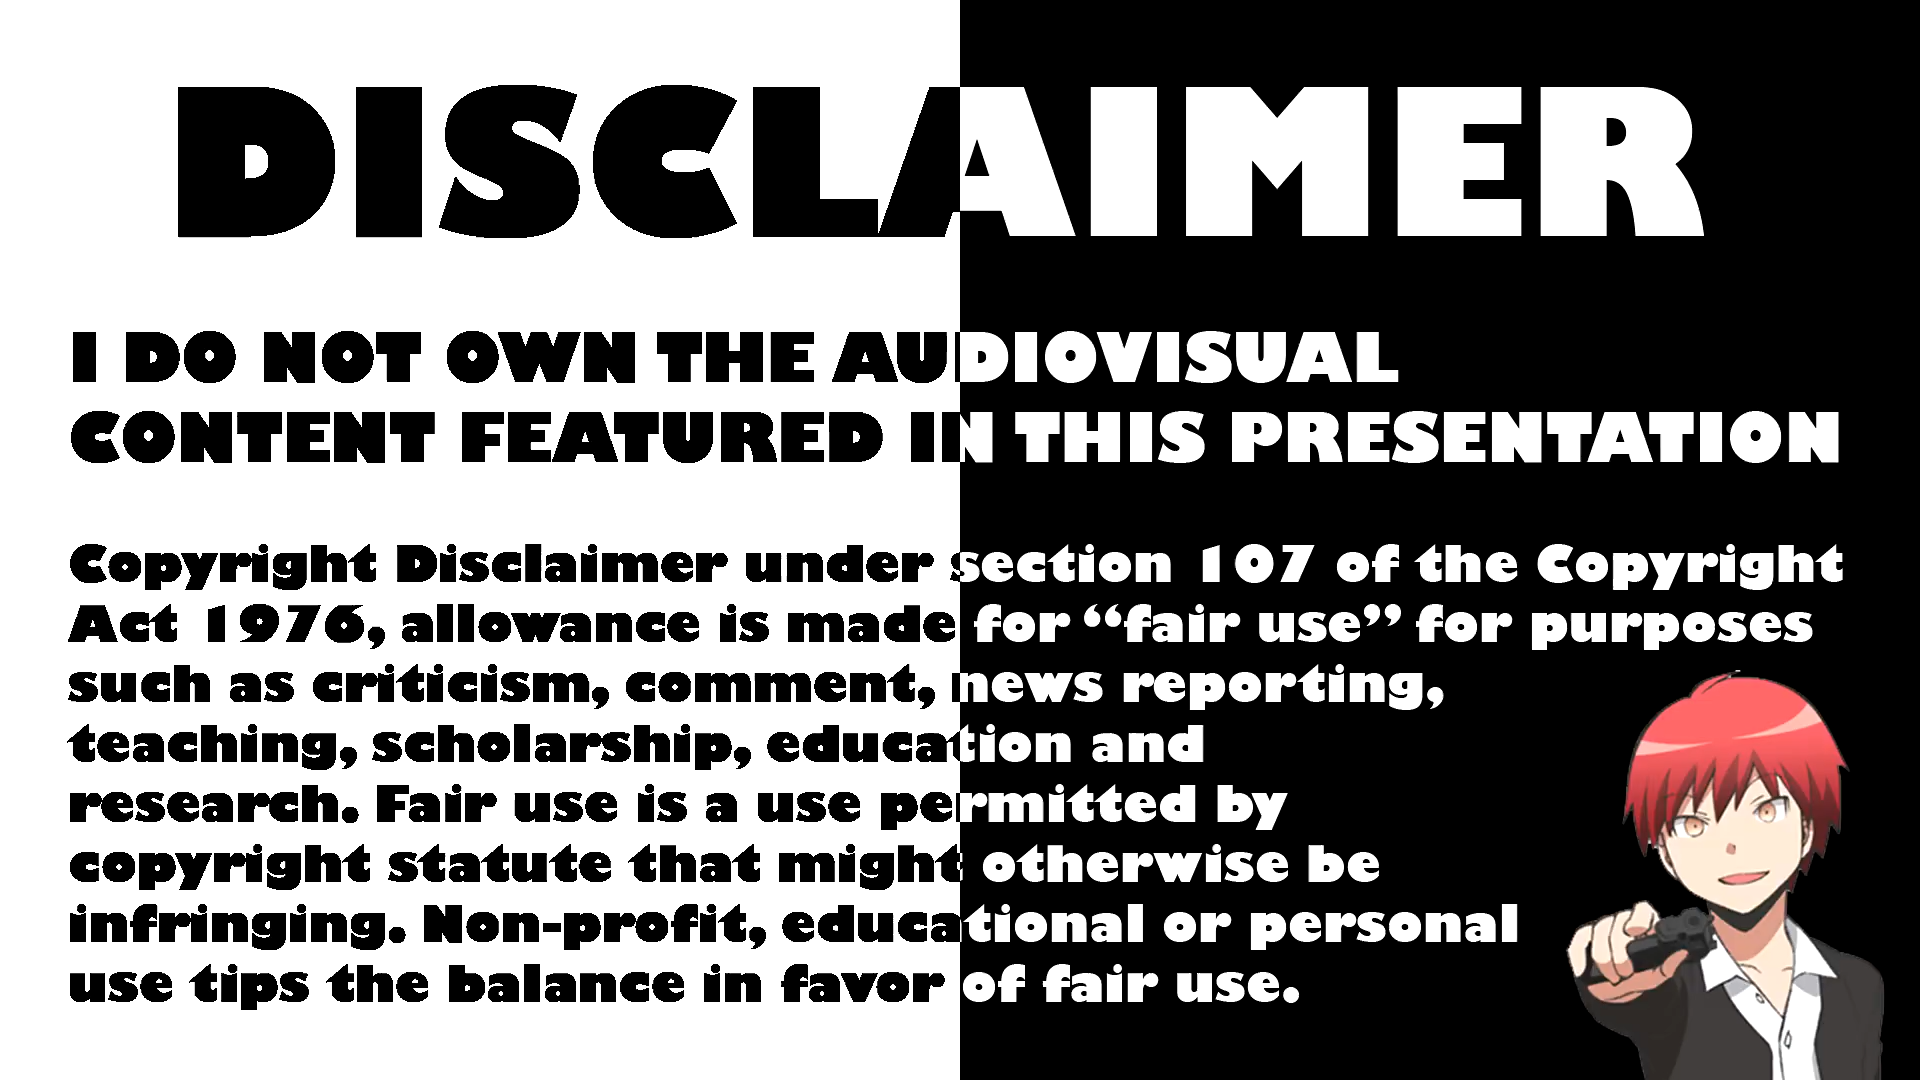 DISCLAIMER
I DO NOT OWN THE AUDIOVISUAL
CONTENT FEATURED IN THIS PRESENTATION
Copyright Disclaimer under section 107 of the Copyright
Act 1976, allowance is made for “fair use” for purposes
such as criticism, comment, news reporting,
teaching, scholarship, education and
research. Fair use is a use permitted by
copyright statute that might otherwise be
infringing. Non-profit, educational or personal
use tips the balance in favor of fair use.